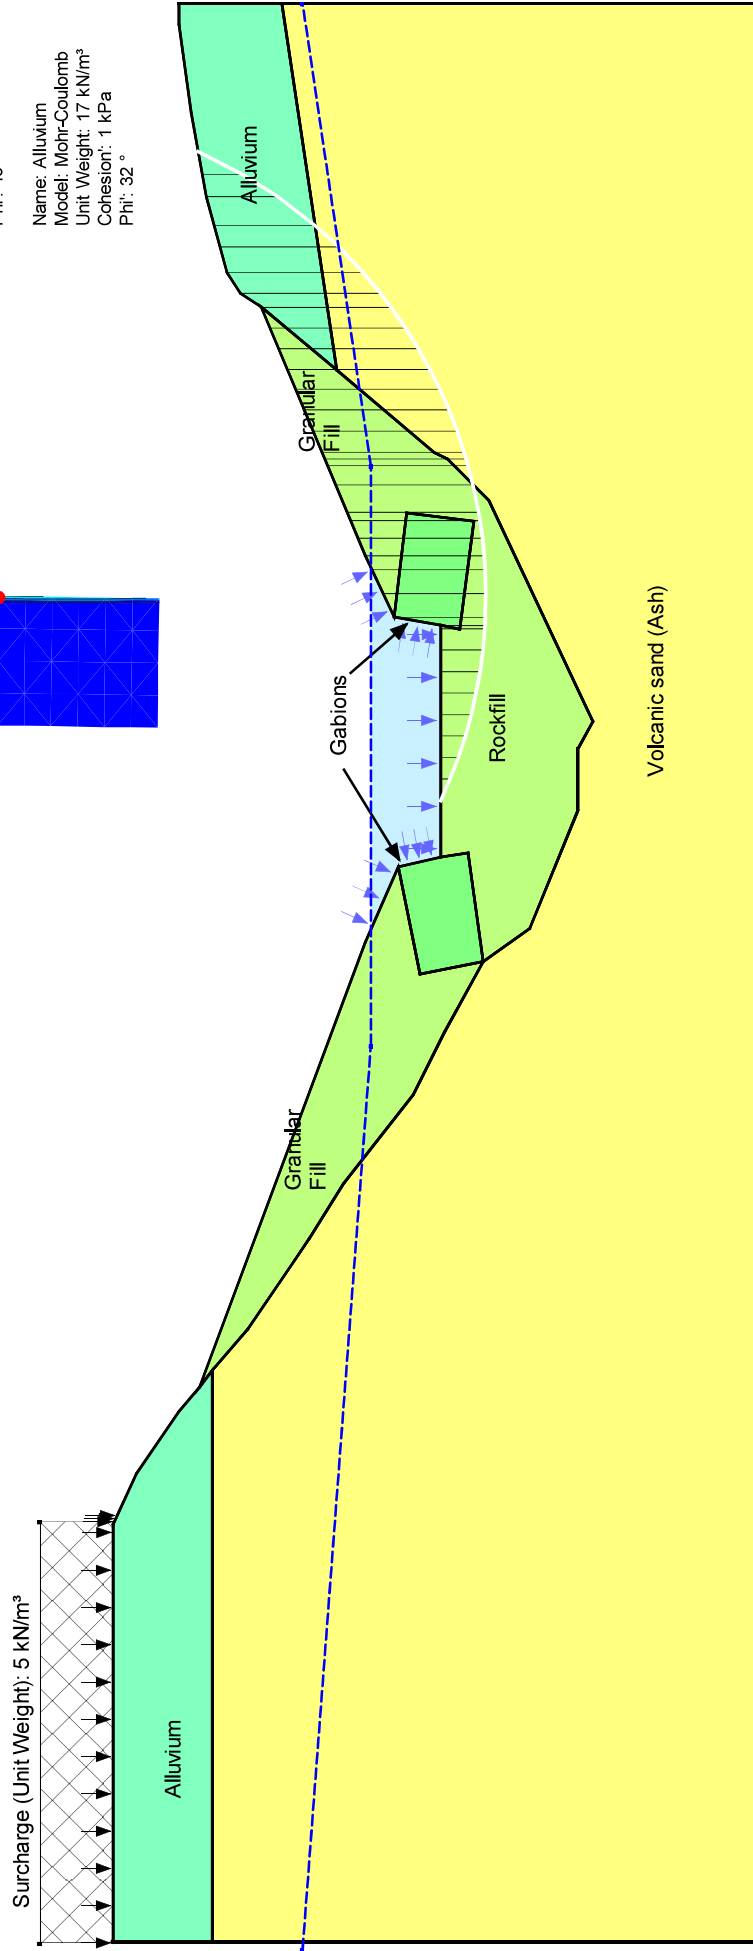 Name: Alluvium
Model: Mohr-Coulomb
Unit Weight: 17 kN/m³
Cohesion': 1 kPa
Phi': 32 °
Surcharge (Unit Weight): 5 kN/m³
Alluvium
Granular
Fill
Gabions
Granular
Fill
Alluvium
Rockfill
Volcanic sand (Ash)